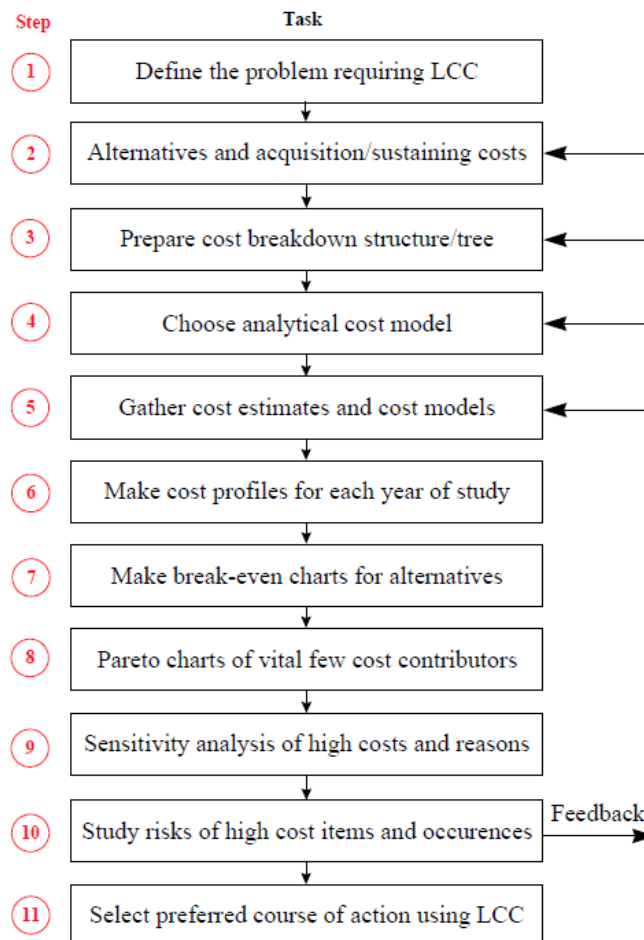 Step Task
1 Define the problem requiring LCC
2 Alternatives and acquisition/sustaining costs
3 Prepare cost breakdown structure/tree
4 Choose analytical cost model
5 Gather cost estimates and cost models
6 Make cost profiles for each year of study
7 Make break-even charts for alternatives
8 Pareto charts of vital few cost contributors
9 Sensitivity analysis of high costs and reasons
10 Study risks of high cost items and occurences Feedback
11 Select preferred course of action using LCC